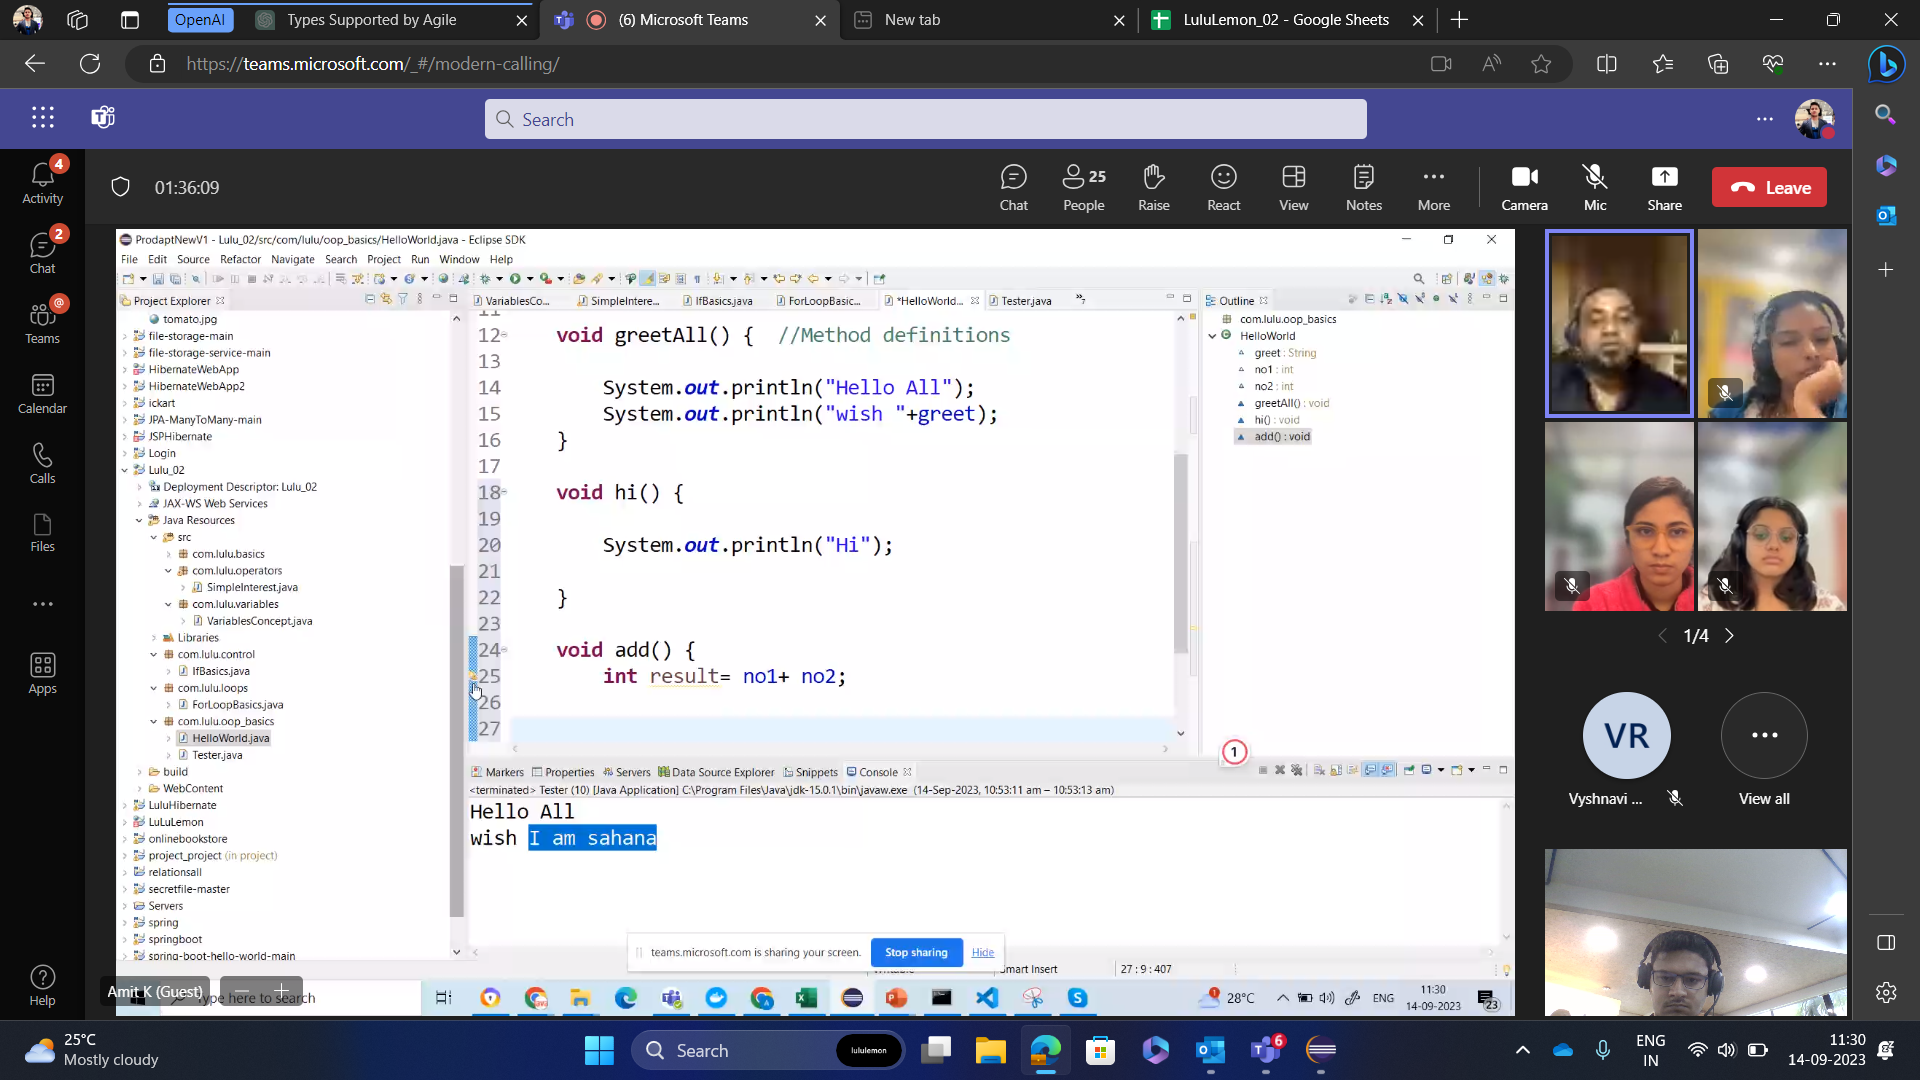 OpenAI
Types Supported by Agile
(6) Microsoft Teams
New tab
LuluLemon_02 - Google Sheets
https://teams.microsoft.com/_#/modern-calling/
Search
4
Activity
2
Chat
@
Teams
Calendar
Calls
Files
Apps
Help
01:36:09
Chat
25
People
Raise
React
View
Notes
More
Camera
Mic
Share
Leave
ProdaptNewV1 - Lulu_02/src/com/lulu/oop_basics/HelloWorld.java - Eclipse SDK
File Edit Source Refactor Navigate Search Project Run Window Help
Project Explorer
tomato.jpg
file-storage-main
file-storage-service-main
HibernateWebApp
HibernateWebApp2
ickart
JPA-ManyToMany-main
JSPHibernate
Login
Lulu_02
Deployment Descriptor: Lulu_02
JAX-WS Web Services
Java Resources
src
com.lulu.basics
com.lulu.operators
SimpleInterest.java
com.lulu.variables
VariablesConcept.java
Libraries
com.lulu.control
IfBasics.java
com.lulu.loops
ForLoopBasics.java
com.lulu.oop_basics
HelloWorld.java
Tester.java
build
WebContent
LuluHibernate
LuLuLemon
onlinebookstore
project_project (in project)
relationsall
secretfile-master
Servers
spring
springboot
spring-boot-hello-world-main
VariablesCo... SimpleIntere... IfBasics.java ForLoopBasic... *HelloWorld... Tester.java »7
11
12 void greetAll() { //Method definitions
13
14 System.out.println("Hello All");
15 System.out.println("wish "+greet);
16 }
17
18 void hi() {
19
20 System.out.println("Hi");
21
22 }
23
24 void add() {
25 int result= no1+ no2;
26
27
Outline
com.lulu.oop_basics
HelloWorld
greet : String
no1 : int
no2 : int
greetAll() : void
hi() : void
add() : void
1
Markers Properties Servers Data Source Explorer Snippets Console
<terminated> Tester (10) [Java Application] C:\Program Files\Java\jdk-15.0.1\bin\javaw.exe (14-Sep-2023, 10:53:11 am – 10:53:13 am)
Hello All
wish I am sahana
teams.microsoft.com is sharing your screen. Stop sharing Hide
Smart Insert 27 : 9 : 407
Amit K (Guest)
here to search
28°C
ENG
11:30
14-09-2023
23
1/4
VR
Vyshnavi ...
View all
25°C
Mostly cloudy
Search
lululemon
6
ENG
IN
11:30
14-09-2023